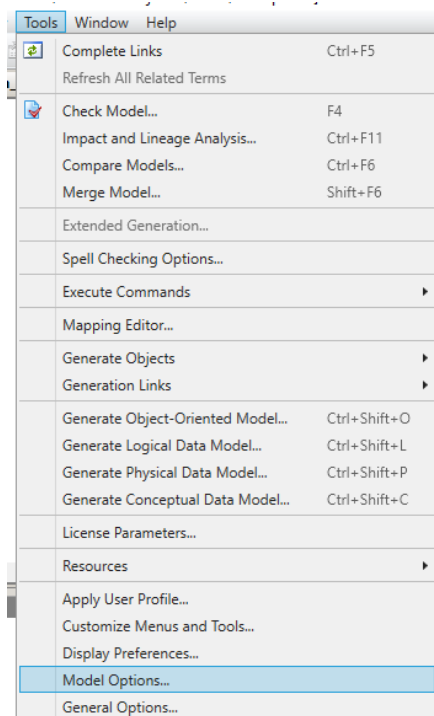 Tools Window Help
Complete Links Ctrl+F5
Refresh All Related Terms
Check Model... F4
Impact and Lineage Analysis... Ctrl+F11
Compare Models... Ctrl+F6
Merge Model... Shift+F6
Extended Generation...
Spell Checking Options...
Execute Commands
Mapping Editor...
Generate Objects
Generation Links
Generate Object-Oriented Model... Ctrl+Shift+O
Generate Logical Data Model... Ctrl+Shift+L
Generate Physical Data Model... Ctrl+Shift+P
Generate Conceptual Data Model... Ctrl+Shift+C
License Parameters...
Resources
Apply User Profile...
Customize Menus and Tools...
Display Preferences...
Model Options...
General Options...